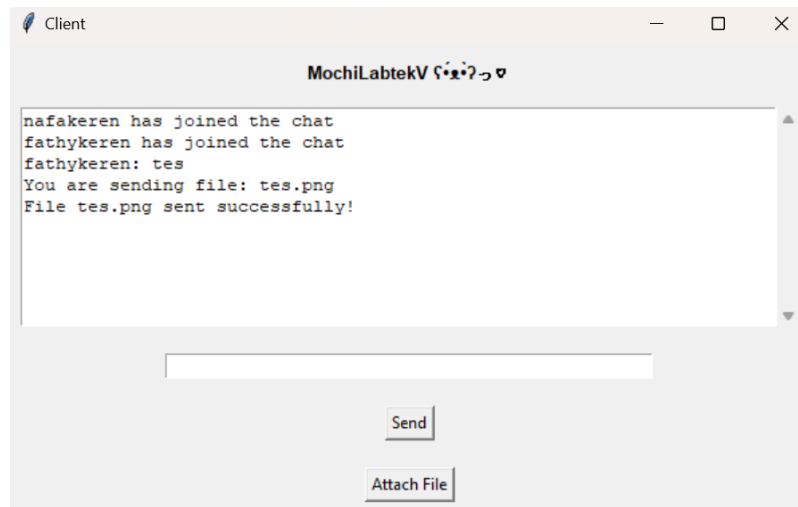 Client
MochiLabtekV ʕ•́ᴥ•̀ʔっ♡
nafakeren has joined the chat
fathykeren has joined the chat
fathykeren: tes
You are sending file: tes.png
File tes.png sent successfully!
Send
Attach File